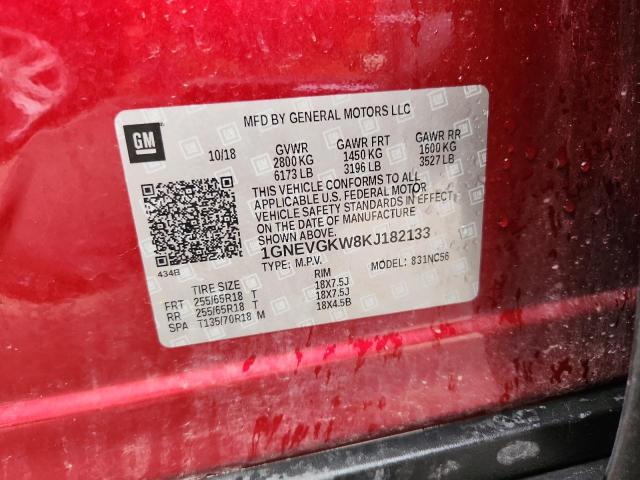 MFD BY GENERAL MOTORS LLC
GM
10/18 GVWR GAWR FRT GAWR RR
2800 KG 1450 KG 1600 KG
6173 LB 3196 LB 3527 LB
THIS VEHICLE CONFORMS TO ALL
APPLICABLE U.S. FEDERAL MOTOR
VEHICLE SAFETY STANDARDS IN EFFECT
ON THE DATE OF MANUFACTURE
1GNEVGKW8KJ182133
434B TYPE: M.P.V. MODEL: 831NC56
TIRE SIZE RIM
FRT 255/65R18 T 18X7.5J
RR 255/65R18 T 18X7.5J
SPA T135/70R18 M 18X4.5B